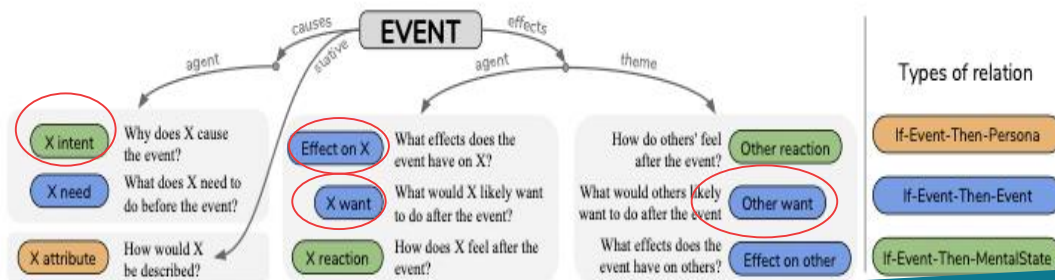 EVENT
causes
effects
agent
stative
agent
theme
X intent
Why does X cause
the event?
X need
What does X need to
do before the event?
X attribute
How would X
be described?
Effect on X
What effects does the
event have on X?
X want
What would X likely want
to do after the event?
X reaction
How does X feel after the
event?
How do others' feel
after the event?
Other reaction
What would others likely
want to do after the event
Other want
What effects does the
event have on others?
Effect on other
Types of relation
If-Event-Then-Persona
If-Event-Then-Event
If-Event-Then-MentalState